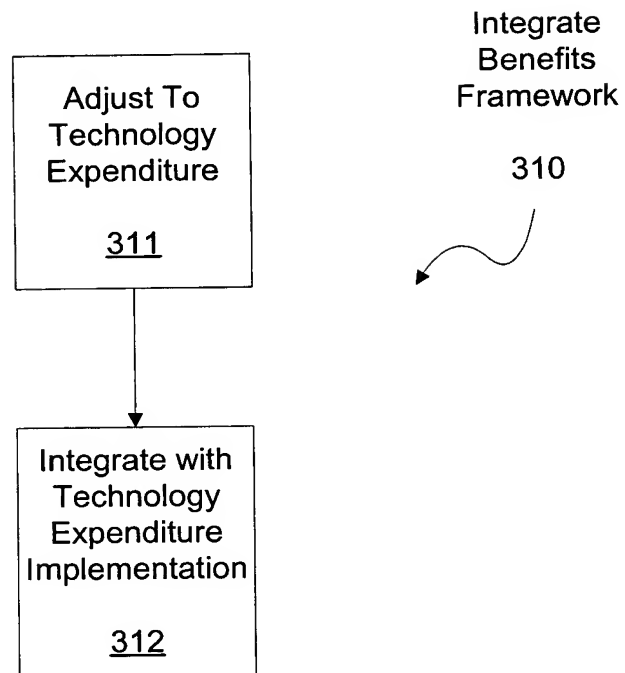 Integrate
Benefits
Framework
310
Adjust To
Technology
Expenditure
311
Integrate with
Technology
Expenditure
Implementation
312